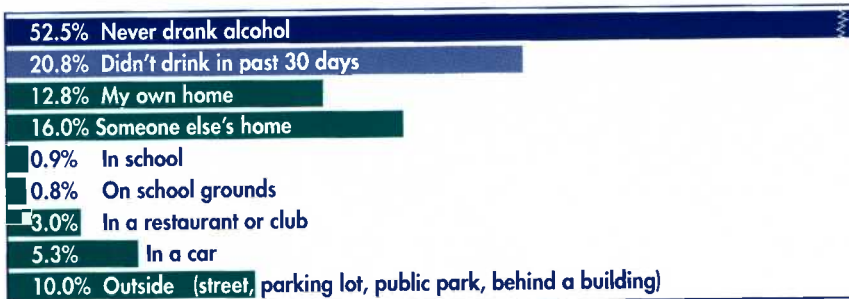 52.5% Never drank alcohol
20.8% Didn't drink in past 30 days
12.8% My own home
16.0% Someone else's home
0.9% In school
0.8% On school grounds
3.0% In a restaurant or club
5.3% In a car
10.0% Outside (street, parking lot, public park, behind a building)